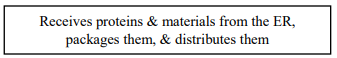 Receives proteins & materials from the ER,
packages them, & distributes them